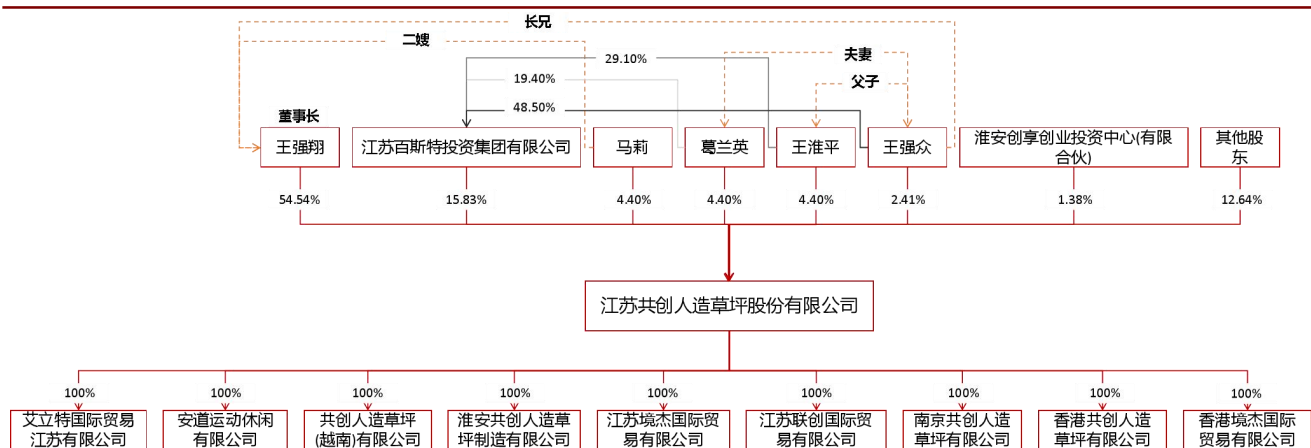 长兄
二嫂
29.10%
夫妻
19.40%
父子
48.50%
董事长
王强翔
江苏百斯特投资集团有限公司
马莉
葛兰英
王淮平
王强众
淮安创享创业投资中心(有限
合伙)
其他股
东
54.54%
15.83%
4.40%
4.40%
4.40%
2.41%
1.38%
12.64%
江苏共创人造草坪股份有限公司
100%
100%
100%
100%
100%
100%
100%
100%
100%
艾立特国际贸易
江苏有限公司
安道运动休闲
有限公司
共创人造草坪
(越南)有限公司
淮安共创人造草
坪制造有限公司
江苏境杰国际贸
易有限公司
江苏联创国际贸
易有限公司
南京共创人造
草坪有限公司
香港共创人造
草坪有限公司
香港境杰国际
贸易有限公司